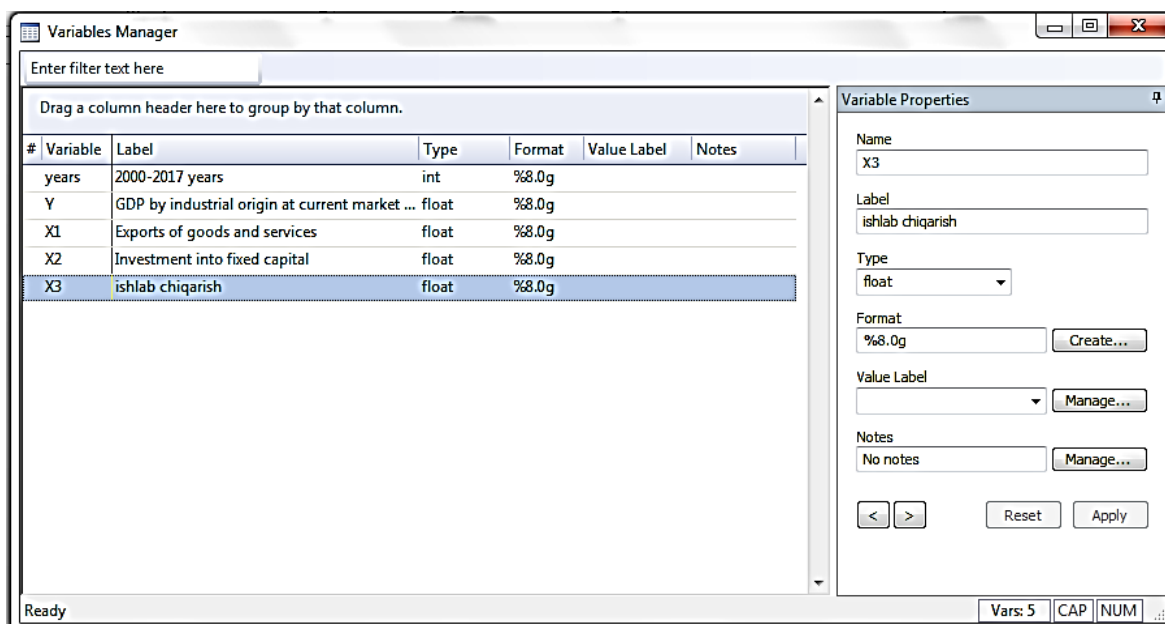 Variables Manager
Enter filter text here
Drag a column header here to group by that column.
# Variable Label Type Format Value Label Notes
years 2000-2017 years int %8.0g
Y GDP by industrial origin at current market ... float %8.0g
X1 Exports of goods and services float %8.0g
X2 Investment into fixed capital float %8.0g
X3 ishlab chiqarish float %8.0g
Variable Properties
Name
X3
Label
ishlab chiqarish
Type
float
Format
%8.0g Create...
Value Label
Manage...
Notes
No notes Manage...
< > Reset Apply
Ready Vars: 5 CAP NUM